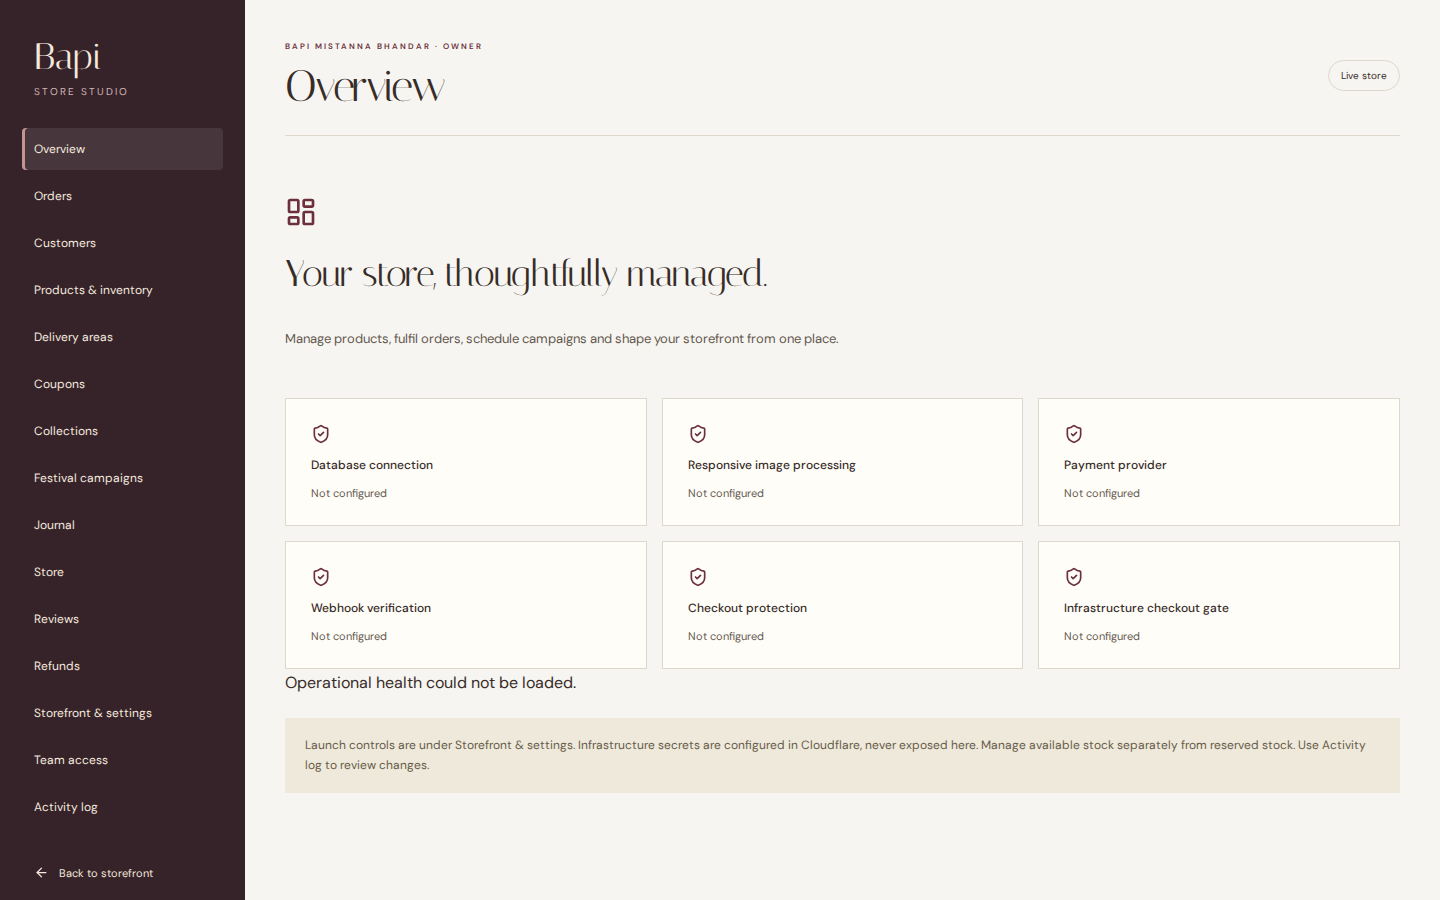 Bapi
STORE STUDIO
Overview
Orders
Customers
Products & inventory
Delivery areas
Coupons
Collections
Festival campaigns
Journal
Store
Reviews
Refunds
Storefront & settings
Team access
Activity log
Back to storefront
BAPI MISTANNA BHANDAR · OWNER
Overview
Live store
Your store, thoughtfully managed.
Manage products, fulfil orders, schedule campaigns and shape your storefront from one place.
Database connection
Not configured
Responsive image processing
Not configured
Payment provider
Not configured
Webhook verification
Not configured
Checkout protection
Not configured
Infrastructure checkout gate
Not configured
Operational health could not be loaded.
Launch controls are under Storefront & settings. Infrastructure secrets are configured in Cloudflare, never exposed here. Manage available stock separately from reserved stock. Use Activity
log to review changes.